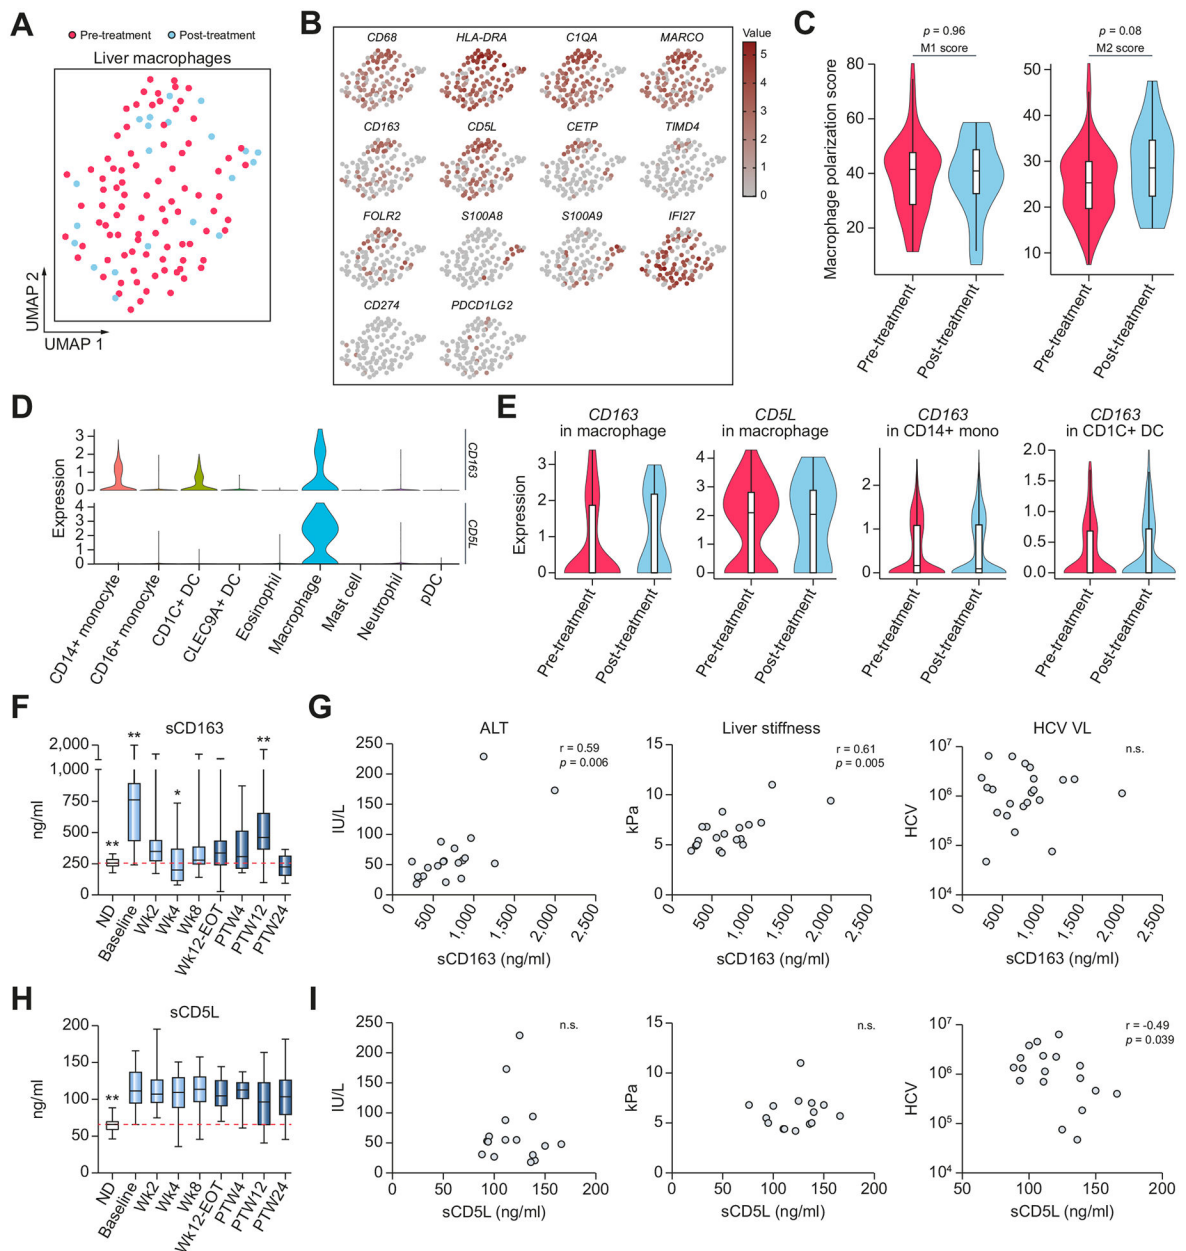 A
Pre-treatment
Post-treatment
Liver macrophages
UMAP 2
UMAP 1
B
CD68
HLA-DRA
C1QA
MARCO
CD163
CD5L
CETP
TIMD4
FOLR2
S100A8
S100A9
IFI27
CD274
PDCD1LG2
Value
5
4
3
2
1
0
C
Macrophage polarization score
p = 0.96
M1 score
80
60
40
20
Pre-treatment
Post-treatment
p = 0.08
M2 score
50
40
30
20
10
Pre-treatment
Post-treatment
D
Expression
3
2
1
0
CD163
4
3
2
1
0
CD5L
CD14+ monocyte
CD16+ monocyte
CD1C+ DC
CLEC9A+ DC
Eosinophil
Macrophage
Mast cell
Neutrophil
pDC
E
Expression
CD163
in macrophage
3
2
1
0
Pre-treatment
Post-treatment
CD5L
in macrophage
4
3
2
1
0
Pre-treatment
Post-treatment
CD163
in CD14+ mono
2
1
0
Pre-treatment
Post-treatment
CD163
in CD1C+ DC
2.0
1.5
1.0
0.5
0.0
Pre-treatment
Post-treatment
F
sCD163
ng/ml
2,000
1,000
750
500
250
0
**
**
*
**
ND
Baseline
Wk2
Wk4
Wk8
Wk12-EOT
PTW4
PTW12
PTW24
G
ALT
r = 0.59
p = 0.006
IU/L
250
200
150
100
50
0
500
1,000
1,500
2,000
2,500
sCD163 (ng/ml)
Liver stiffness
r = 0.61
p = 0.005
kPa
15
10
5
0
500
1,000
1,500
2,000
2,500
sCD163 (ng/ml)
HCV VL
n.s.
HCV
10⁷
10⁶
10⁵
10⁴
500
1,000
1,500
2,000
2,500
sCD163 (ng/ml)
H
sCD5L
ng/ml
200
150
100
50
0
**
ND
Baseline
Wk2
Wk4
Wk8
Wk12-EOT
PTW4
PTW12
PTW24
I
n.s.
IU/L
250
200
150
100
50
0
0
50
100
150
200
sCD5L (ng/ml)
n.s.
kPa
15
10
5
0
0
50
100
150
200
sCD5L (ng/ml)
r = -0.49
p = 0.039
HCV
10⁷
10⁶
10⁵
10⁴
50
100
150
200
sCD5L (ng/ml)